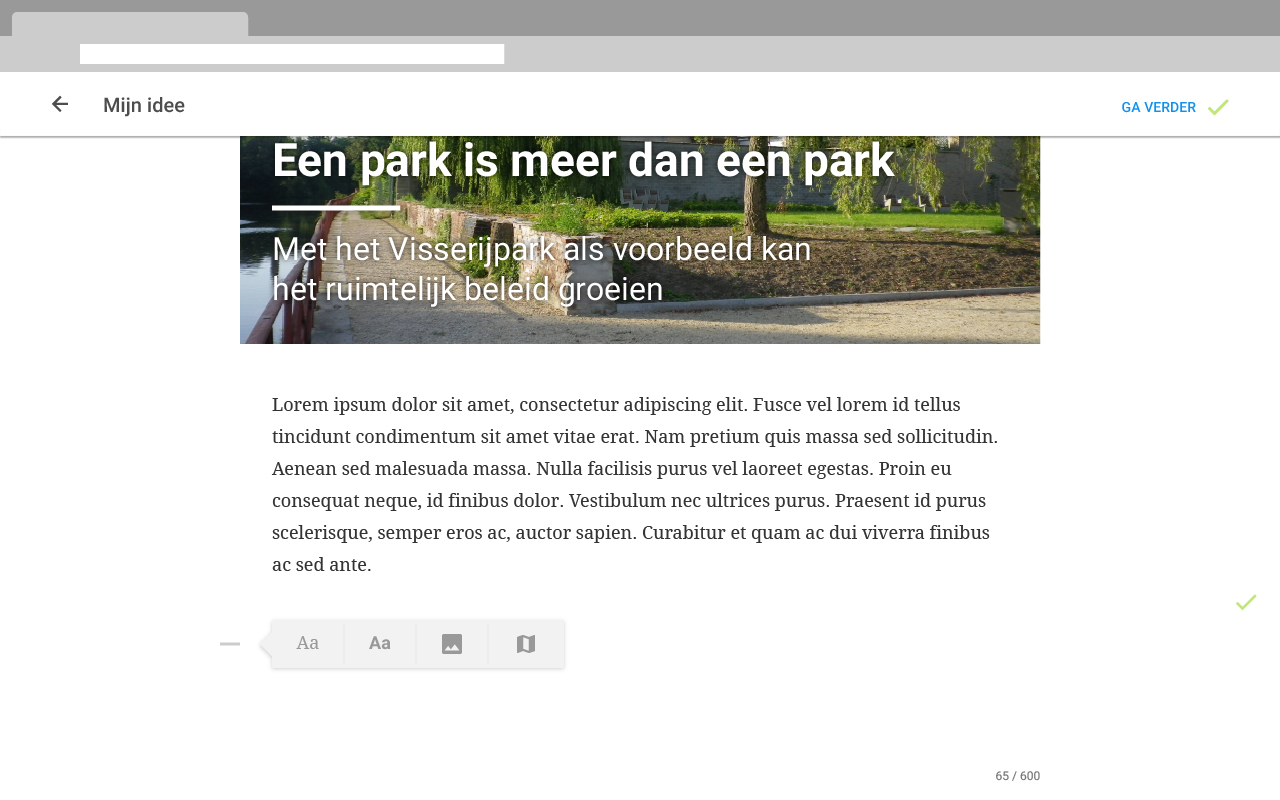 Mijn idee
GA VERDER
Een park is meer dan een park
Met het Visserijpark als voorbeeld kan
het ruimtelijk beleid groeien
Lorem ipsum dolor sit amet, consectetur adipiscing elit. Fusce vel lorem id tellus
tincidunt condimentum sit amet vitae erat. Nam pretium quis massa sed sollicitudin.
Aenean sed malesuada massa. Nulla facilisis purus vel laoreet egestas. Proin eu
consequat neque, id finibus dolor. Vestibulum nec ultrices purus. Praesent id purus
scelerisque, semper eros ac, auctor sapien. Curabitur et quam ac dui viverra finibus
ac sed ante.
Aa
Aa
65 / 600